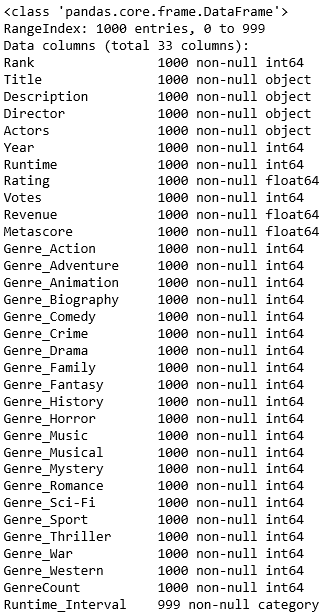 <class 'pandas.core.frame.DataFrame'>
RangeIndex: 1000 entries, 0 to 999
Data columns (total 33 columns):
Rank                1000 non-null int64
Title               1000 non-null object
Description         1000 non-null object
Director            1000 non-null object
Actors              1000 non-null object
Year                1000 non-null int64
Runtime             1000 non-null int64
Rating              1000 non-null float64
Votes               1000 non-null int64
Revenue             1000 non-null float64
Metascore           1000 non-null float64
Genre_Action        1000 non-null int64
Genre_Adventure     1000 non-null int64
Genre_Animation     1000 non-null int64
Genre_Biography     1000 non-null int64
Genre_Comedy        1000 non-null int64
Genre_Crime         1000 non-null int64
Genre_Drama         1000 non-null int64
Genre_Family        1000 non-null int64
Genre_Fantasy       1000 non-null int64
Genre_History       1000 non-null int64
Genre_Horror        1000 non-null int64
Genre_Music         1000 non-null int64
Genre_Musical       1000 non-null int64
Genre_Mystery       1000 non-null int64
Genre_Romance       1000 non-null int64
Genre_Sci-Fi        1000 non-null int64
Genre_Sport         1000 non-null int64
Genre_Thriller      1000 non-null int64
Genre_War           1000 non-null int64
Genre_Western       1000 non-null int64
GenreCount          1000 non-null int64
Runtime_Interval    999 non-null category